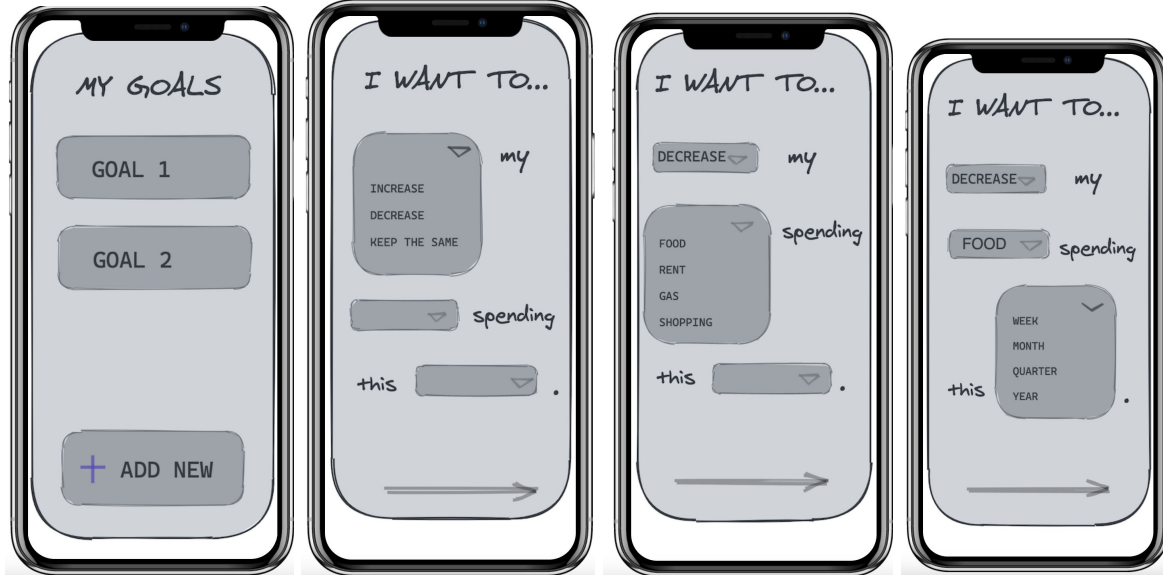 MY GOALS
GOAL 1
GOAL 2
+ ADD NEW
I WANT TO...
my
INCREASE
DECREASE
KEEP THE SAME
spending
this .
I WANT TO...
DECREASE my
spending
FOOD
RENT
GAS
SHOPPING
this .
I WANT TO...
DECREASE my
FOOD spending
WEEK
MONTH
QUARTER
this YEAR .